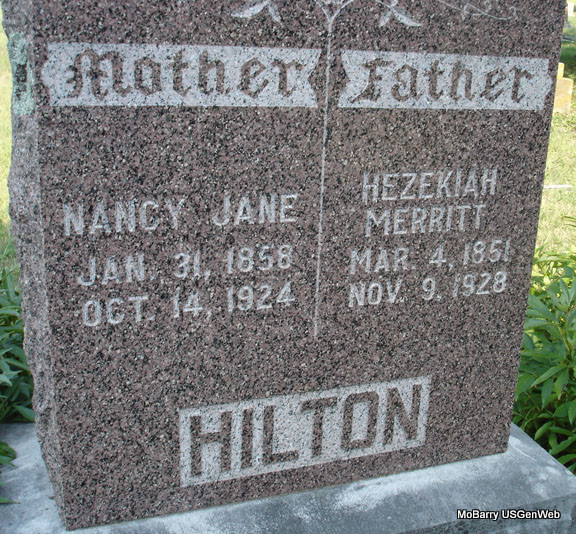 Mother
Father
NANCY JANE
JAN. 31, 1858
OCT. 14, 1924
HEZEKIAH
MERRITT
MAR. 4, 1851
NOV. 9, 1928
HILTON
MoBarry USGenWeb